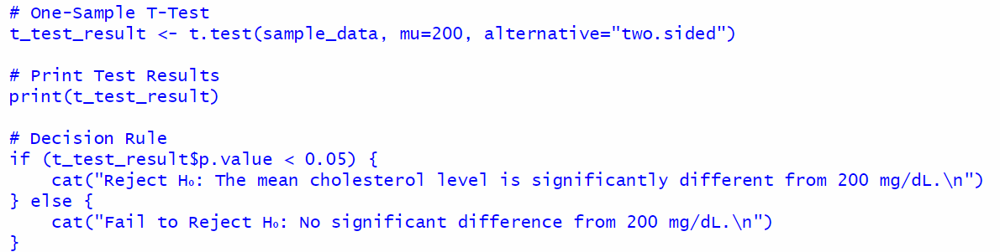 # One-Sample T-Test
t_test_result <- t.test(sample_data, mu=200, alternative="two.sided")
# Print Test Results
print(t_test_result)
# Decision Rule
if (t_test_result$p.value < 0.05) {
    cat("Reject H₀: The mean cholesterol level is significantly different from 200 mg/dL.\n")
} else {
    cat("Fail to Reject H₀: No significant difference from 200 mg/dL.\n")
}